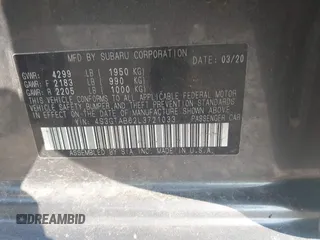 MFD. BY SUBARU CORPORATION 03/20
GVWR: 4299 LB ( 1950 KG)
GAWR: F 2183 LB ( 990 KG)
GAWR: R 2205 LB ( 1000 KG)
THIS VEHICLE CONFORMS TO ALL APPLICABLE FEDERAL MOTOR
VEHICLE SAFETY BUMPER, AND THEFT PREVENTION STANDARDS
IN EFFECT ON THE DATE OF MANUFACTURE SHOWN ABOVE.
VIN: PASSENGER CAR
ASSEMBLED BY S I A, INC. MADE IN U.S.A.
DREAMBID